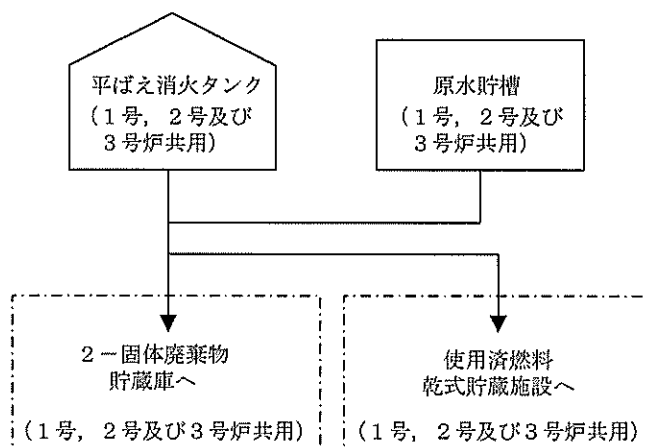 平ばえ消火タンク
（１号，２号及び
３号炉共用）
原水貯槽
（１号，２号及び
３号炉共用）
２－固体廃棄物
貯蔵庫へ
（１号，２号及び３号炉共用）
使用済燃料
乾式貯蔵施設へ
（１号，２号及び３号炉共用）